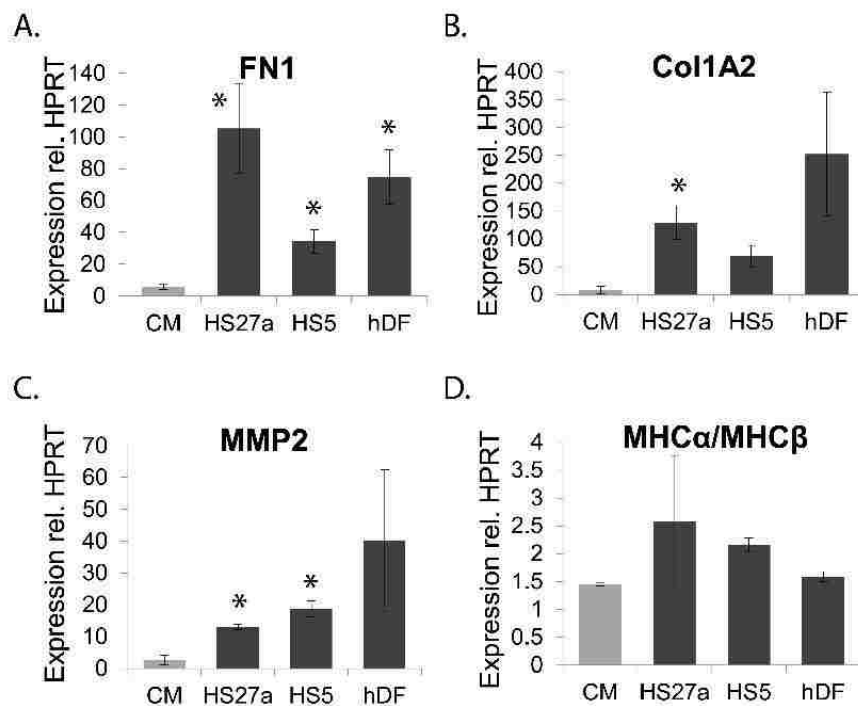 A.
FN1
Expression rel. HPRT
140
120
100
80
60
40
20
0
*
*
*
CM HS27a HS5 hDF
B.
Col1A2
Expression rel. HPRT
400
350
300
250
200
150
100
50
0
*
CM HS27a HS5 hDF
C.
MMP2
Expression rel. HPRT
70
60
50
40
30
20
10
0
*
*
CM HS27a HS5 hDF
D.
MHCα/MHCβ
Expression rel. HPRT
4
3.5
3
2.5
2
1.5
1
0.5
0
CM HS27a HS5 hDF